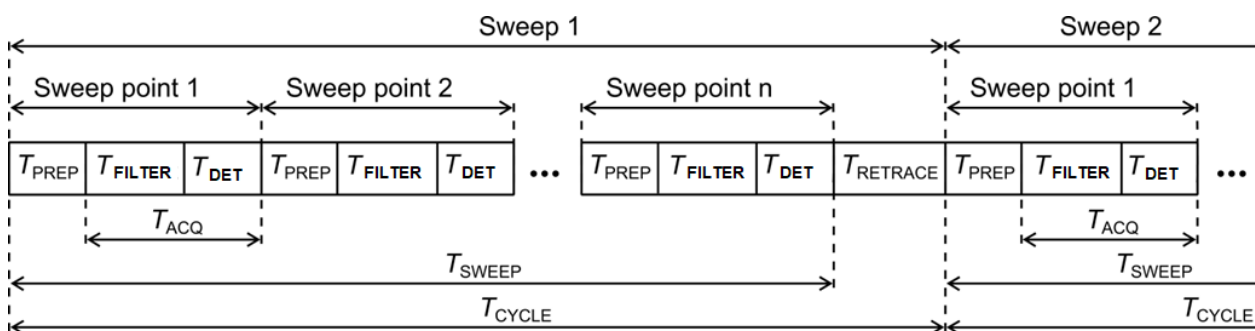 Sweep 1 Sweep 2
Sweep point 1 Sweep point 2 Sweep point n Sweep point 1
TPREP TFILTER TDET TPREP TFILTER TDET ••• TPREP TFILTER TDET TRETRACE TPREP TFILTER TDET •••
TACQ TACQ
TSWEEP TSWEEP
TCYCLE TCYCLE